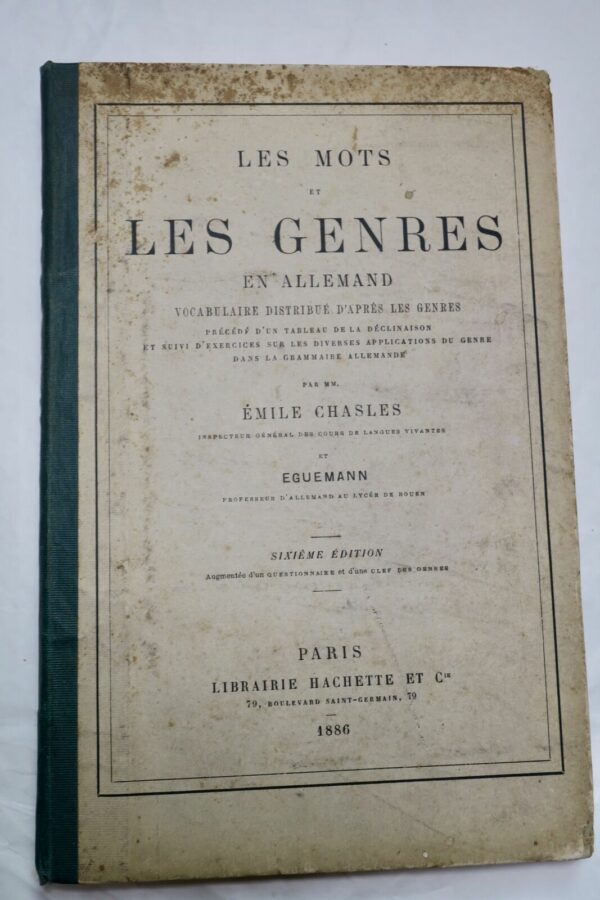 LES MOTS
ET
LES GENRES
EN ALLEMAND
VOCABULAIRE DISTRIBUÉ D'APRÈS LES GENRES
PRÉCÉDÉ D'UN TABLEAU DE LA DÉCLINAISON
ET SUIVI D'EXERCICES SUR LES DIVERSES APPLICATIONS DU GENRE
DANS LA GRAMMAIRE ALLEMANDE
PAR MM.
ÉMILE CHASLES
INSPECTEUR GÉNÉRAL DES COURS DE LANGUES VIVANTES
ET
EGUEMANN
PROFESSEUR D'ALLEMAND AU LYCÉE DE ROUEN
SIXIÈME ÉDITION
Augmentée d'un QUESTIONNAIRE et d'une CLEF DES GENRES
PARIS
LIBRAIRIE HACHETTE ET Cie
79, BOULEVARD SAINT-GERMAIN, 79
1886